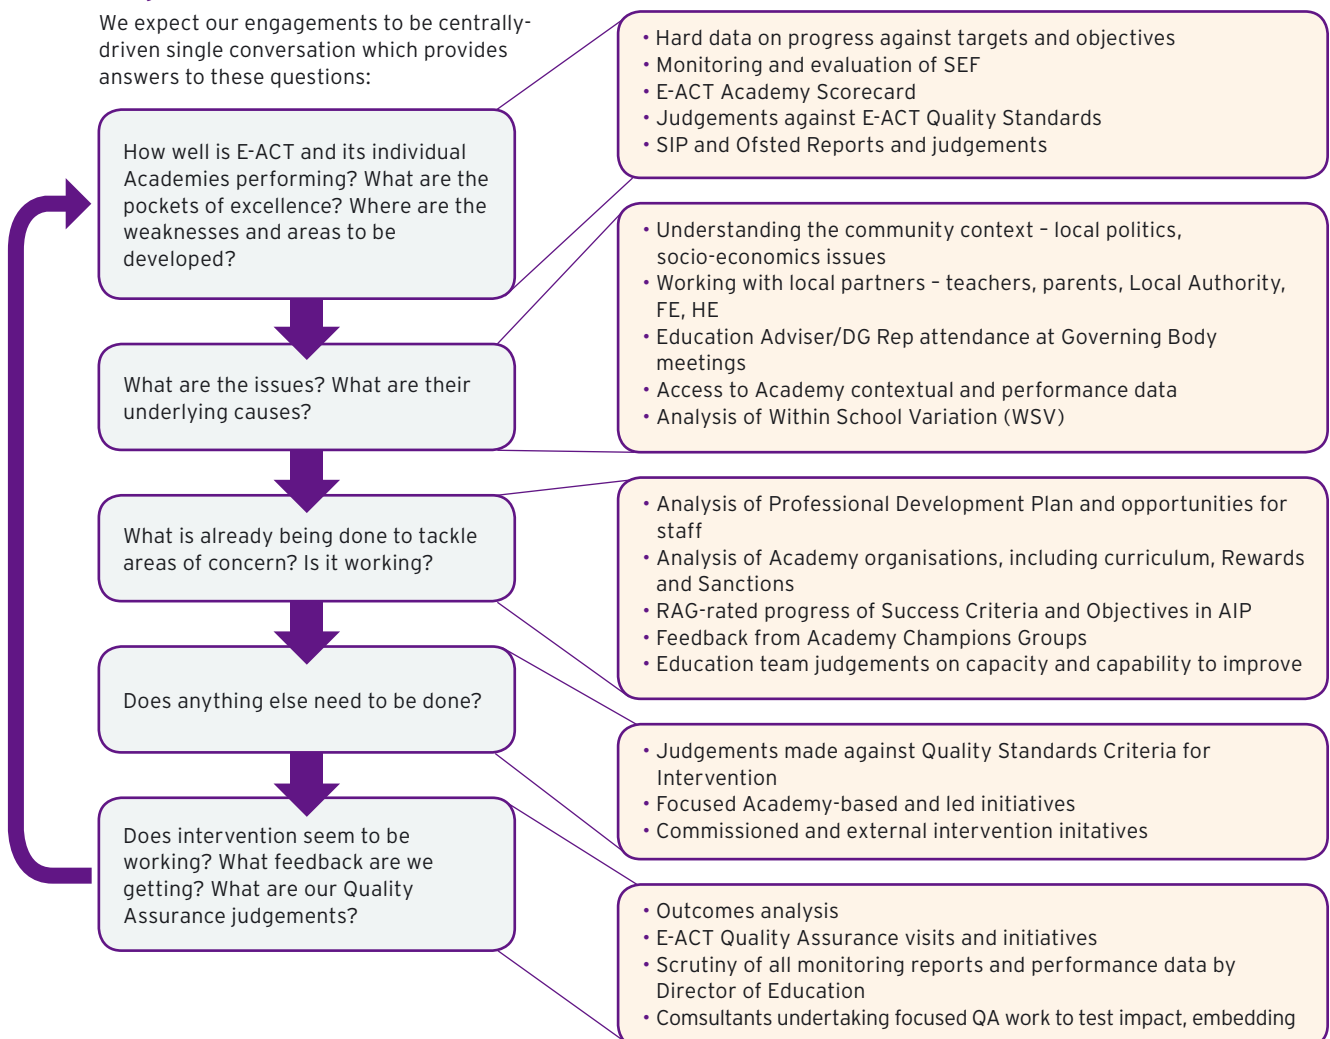 We expect our engagements to be centrally-
driven single conversation which provides
answers to these questions:
How well is E-ACT and its individual
Academies performing? What are the
pockets of excellence? Where are the
weaknesses and areas to be
developed?
• Hard data on progress against targets and objectives
• Monitoring and evaluation of SEF
• E-ACT Academy Scorecard
• Judgements against E-ACT Quality Standards
• SIP and Ofsted Reports and judgements
What are the issues? What are their
underlying causes?
• Understanding the community context – local politics,
socio-economics issues
• Working with local partners – teachers, parents, Local Authority,
FE, HE
• Education Adviser/DG Rep attendance at Governing Body
meetings
• Access to Academy contextual and performance data
• Analysis of Within School Variation (WSV)
What is already being done to tackle
areas of concern? Is it working?
• Analysis of Professional Development Plan and opportunities for
staff
• Analysis of Academy organisations, including curriculum, Rewards
and Sanctions
• RAG-rated progress of Success Criteria and Objectives in AIP
• Feedback from Academy Champions Groups
• Education team judgements on capacity and capability to improve
Does anything else need to be done?
• Judgements made against Quality Standards Criteria for
Intervention
• Focused Academy-based and led initiatives
• Commissioned and external intervention initatives
Does intervention seem to be
working? What feedback are we
getting? What are our Quality
Assurance judgements?
• Outcomes analysis
• E-ACT Quality Assurance visits and initiatives
• Scrutiny of all monitoring reports and performance data by
Director of Education
• Comsultants undertaking focused QA work to test impact, embedding